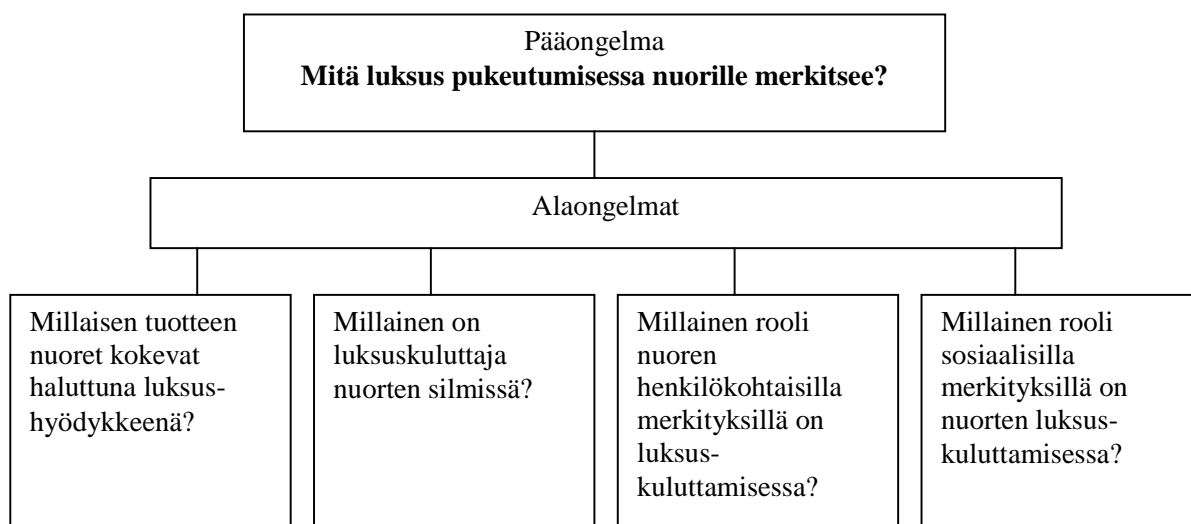 Pääongelma
Mitä luksus pukeutumisessa nuorille merkitsee?
Alaongelmat
Millaisen tuotteen
nuoret kokevat
haluttuna luksus-
hyödykkeenä?
Millainen on
luksuskuluttaja
nuorten silmissä?
Millainen rooli
nuoren
henkilökohtaisilla
merkityksillä on
luksus-
kuluttamisessa?
Millainen rooli
sosiaalisilla
merkityksillä on
nuorten luksus-
kuluttamisessa?